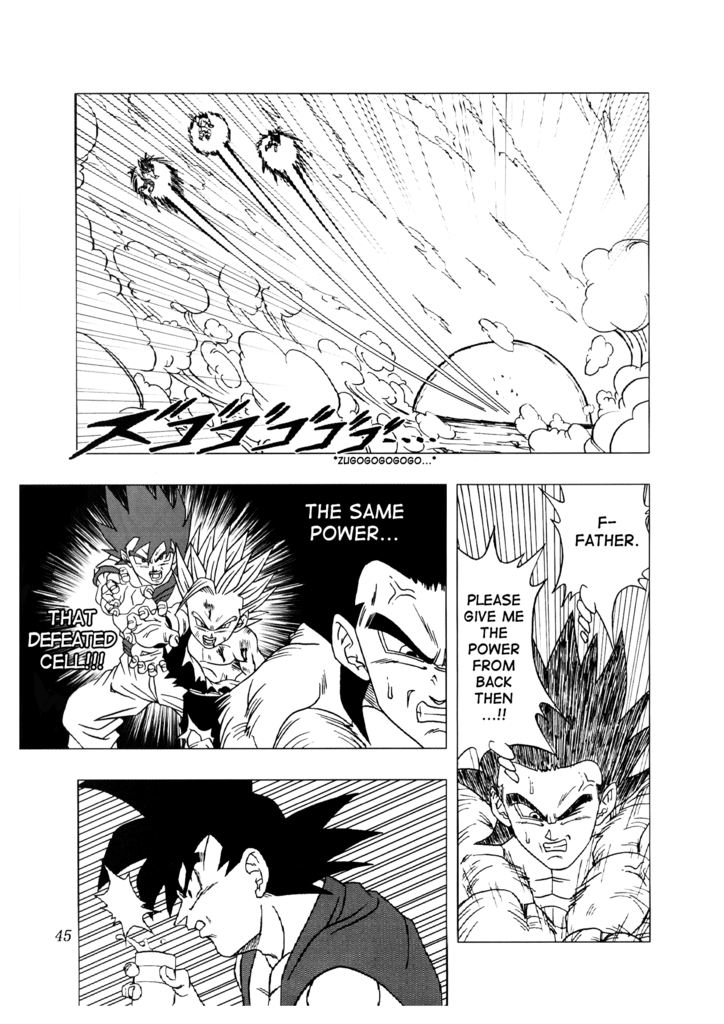 ズゴゴゴゴゴ…
*ZUGOGOGOGOGO...*
F-
FATHER.
PLEASE
GIVE ME
THE
POWER
FROM
BACK
THEN
...!!
THE SAME
POWER...
THAT
DEFEATED
CELL!!!
45